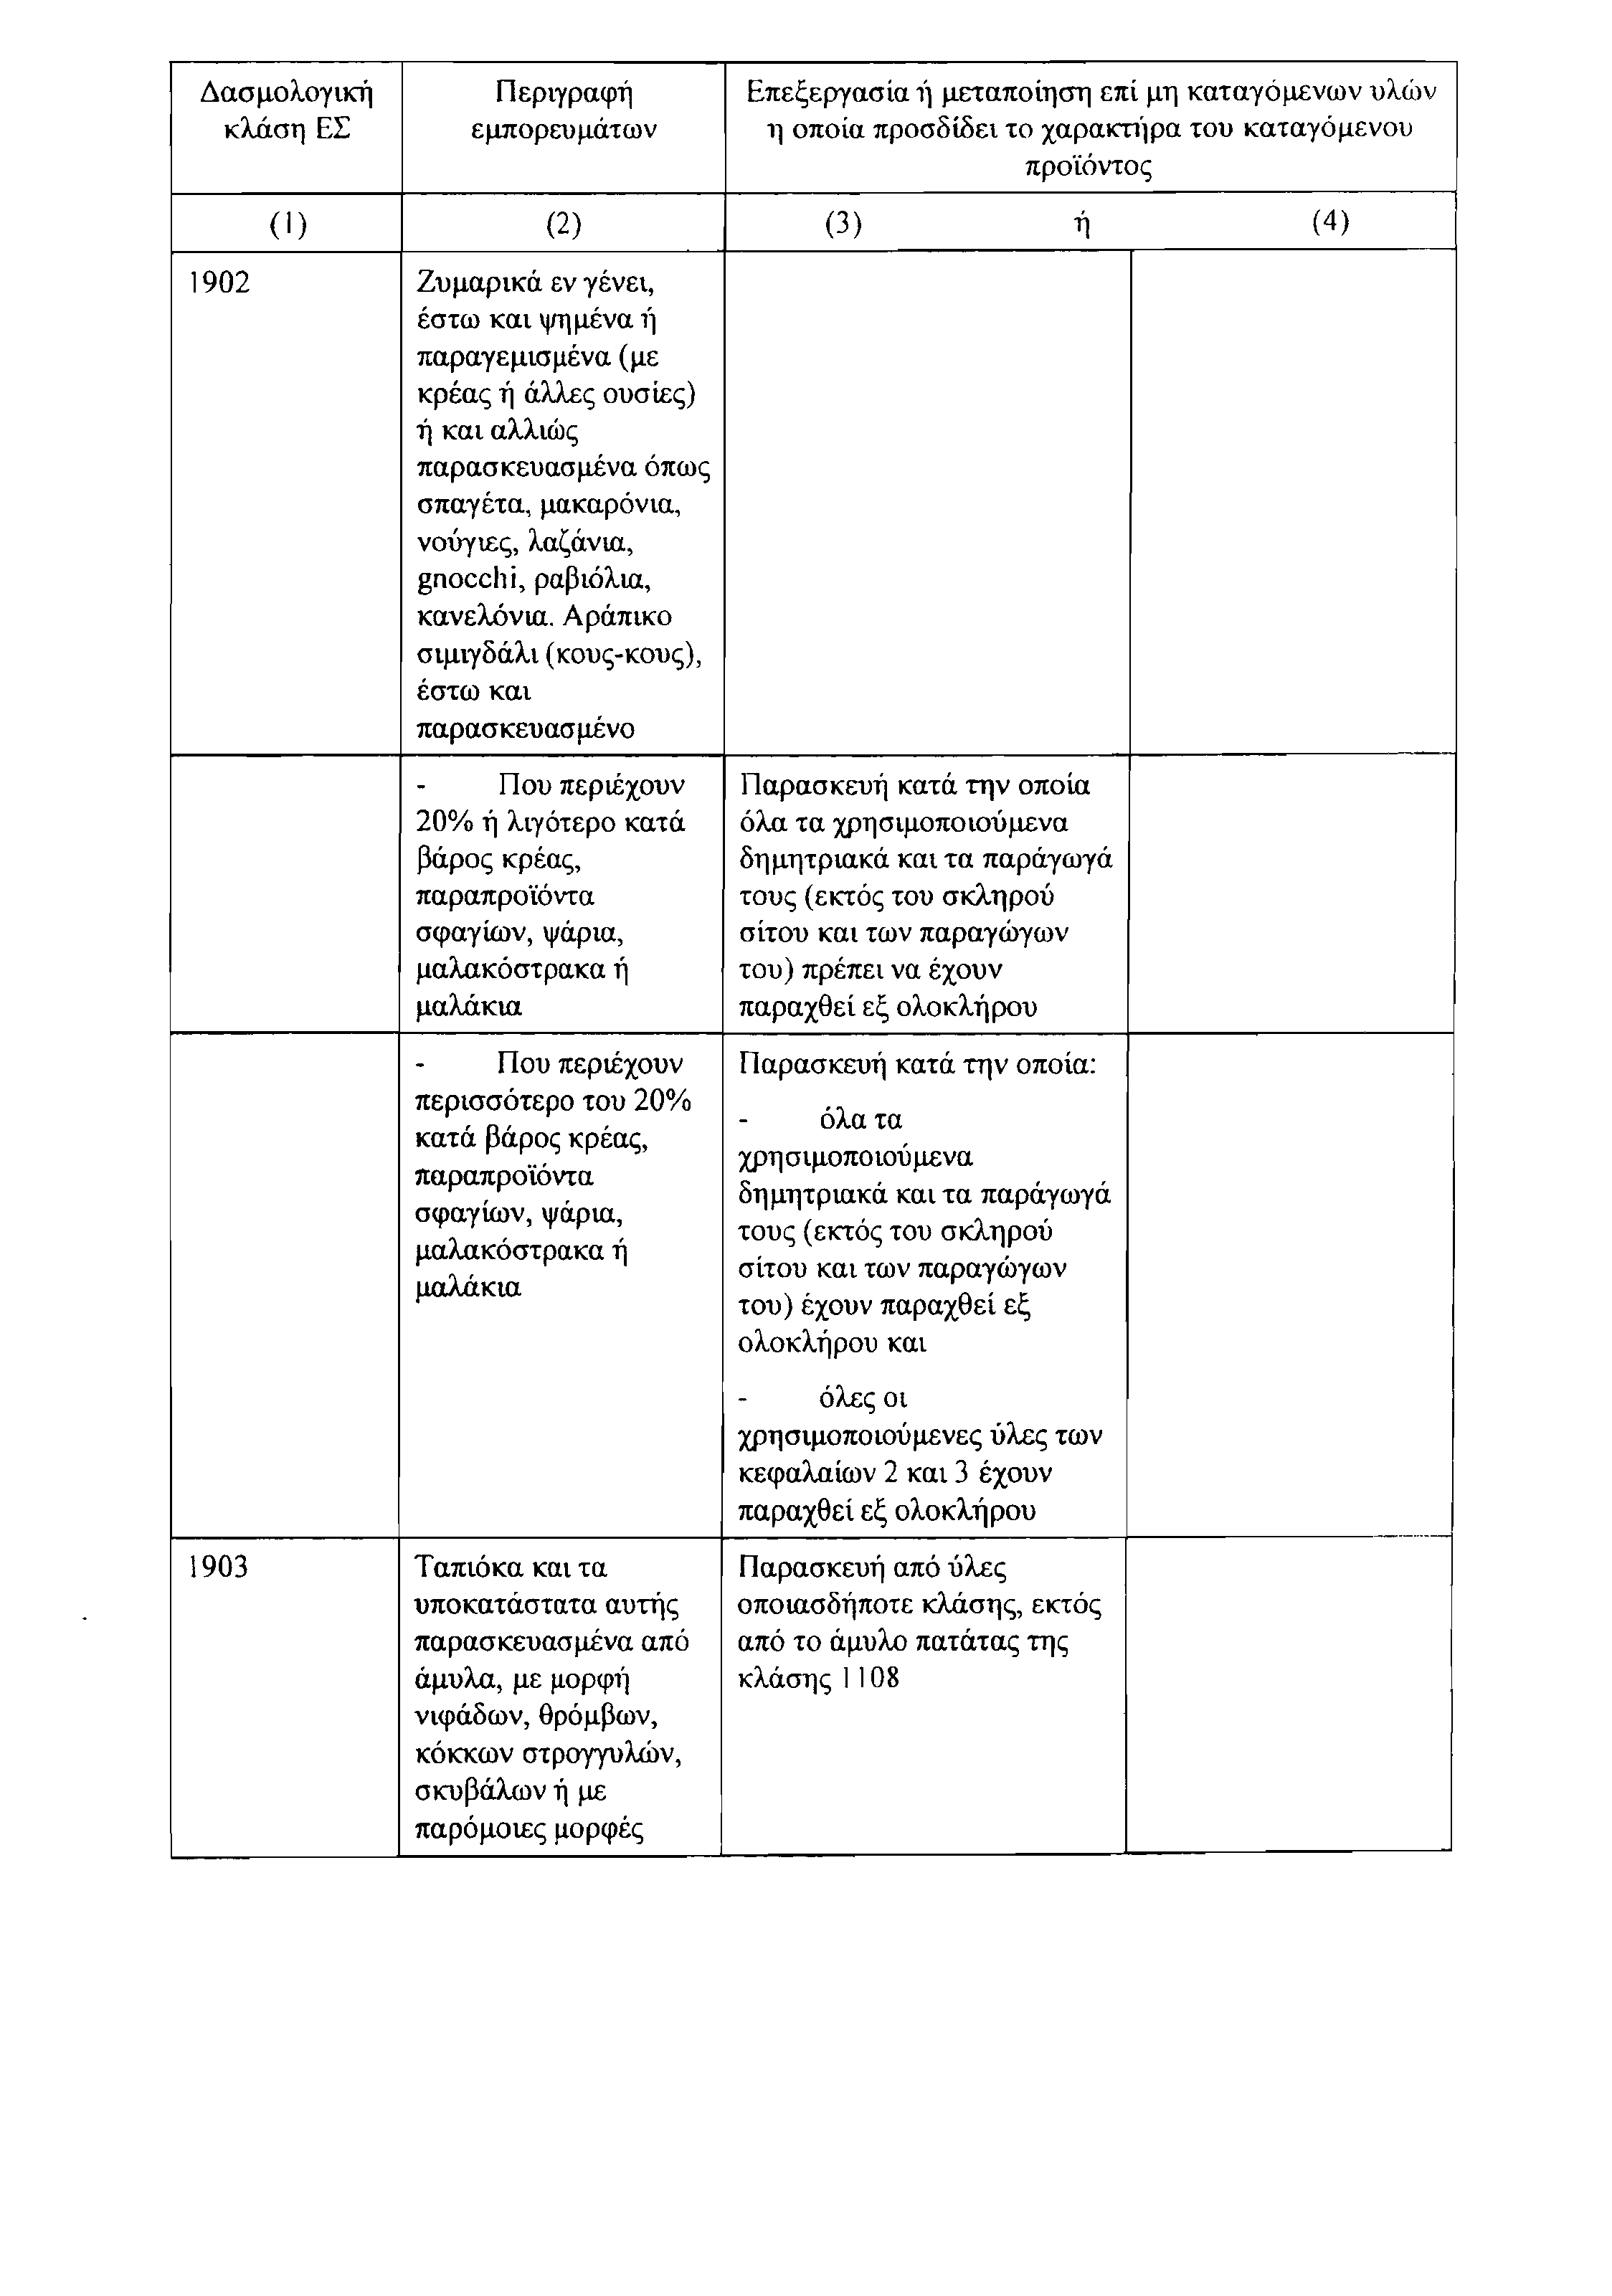 Δασμολογική
κλάση ΕΣ
Περιγραφή
εμπορευμάτων
Επεξεργασία ή μεταποίηση επί μη καταγόμενων υλών
η οποία προσδίδει το χαρακτήρα του καταγόμενου
προϊόντος
(1)
(2)
(3) ή (4)
1902
Ζυμαρικά εν γένει,
έστω και ψημένα ή
παραγεμισμένα (με
κρέας ή άλλες ουσίες)
ή και αλλιώς
παρασκευασμένα όπως
σπαγέτα, μακαρόνια,
νούγιες, λαζάνια,
gnocchi, ραβιόλια,
κανελόνια. Αράπικο
σιμιγδάλι (κους-κους),
έστω και
παρασκευασμένο
- Που περιέχουν
20% ή λιγότερο κατά
βάρος κρέας,
παραπροϊόντα
σφαγίων, ψάρια,
μαλακόστρακα ή
μαλάκια
Παρασκευή κατά την οποία
όλα τα χρησιμοποιούμενα
δημητριακά και τα παράγωγά
τους (εκτός του σκληρού
σίτου και των παραγώγων
του) πρέπει να έχουν
παραχθεί εξ ολοκλήρου
- Που περιέχουν
περισσότερο του 20%
κατά βάρος κρέας,
παραπροϊόντα
σφαγίων, ψάρια,
μαλακόστρακα ή
μαλάκια
Παρασκευή κατά την οποία:
- όλα τα
χρησιμοποιούμενα
δημητριακά και τα παράγωγά
τους (εκτός του σκληρού
σίτου και των παραγώγων
του) έχουν παραχθεί εξ
ολοκλήρου και
- όλες οι
χρησιμοποιούμενες ύλες των
κεφαλαίων 2 και 3 έχουν
παραχθεί εξ ολοκλήρου
1903
Ταπιόκα και τα
υποκατάστατα αυτής
παρασκευασμένα από
άμυλα, με μορφή
νιφάδων, θρόμβων,
κόκκων στρογγυλών,
σκυβάλων ή με
παρόμοιες μορφές
Παρασκευή από ύλες
οποιασδήποτε κλάσης, εκτός
από το άμυλο πατάτας της
κλάσης 1108